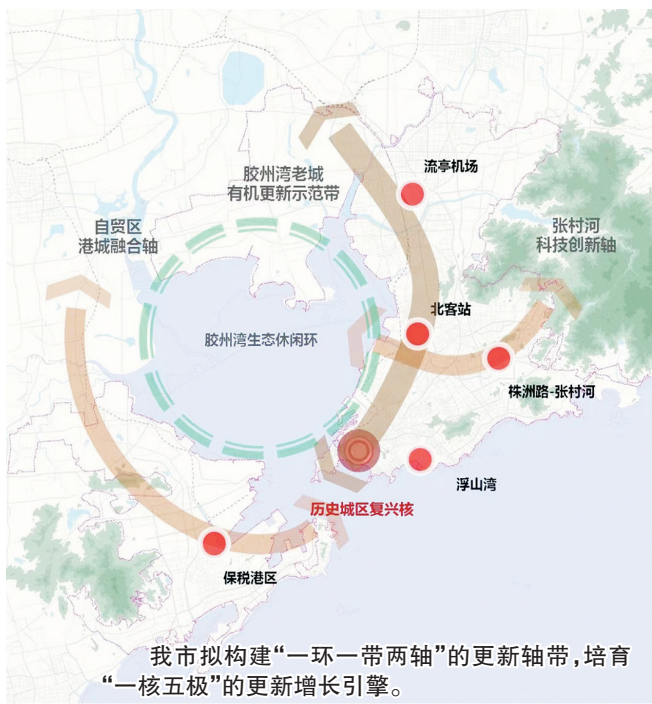 流亭机场
胶州湾老城
有机更新示范带
自贸区
港城融合轴
张村河
科技创新轴
北客站
胶州湾生态休闲环
株洲路-张村河
浮山湾
历史城区复兴核
保税港区
我市拟构建“一环一带两轴”的更新轴带，培育
“一核五极”的更新增长引擎。